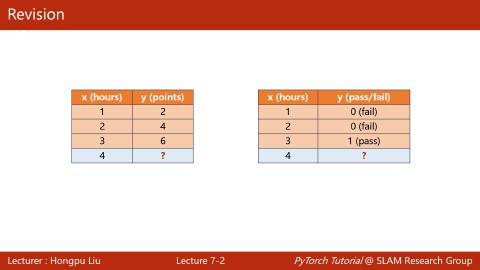 Revision
x (hours) y (points)
1 2
2 4
3 6
4 ?
x (hours) y (pass/fail)
1 0 (fail)
2 0 (fail)
3 1 (pass)
4 ?
Lecturer : Hongpu Liu Lecture 7-2 PyTorch Tutorial @ SLAM Research Group